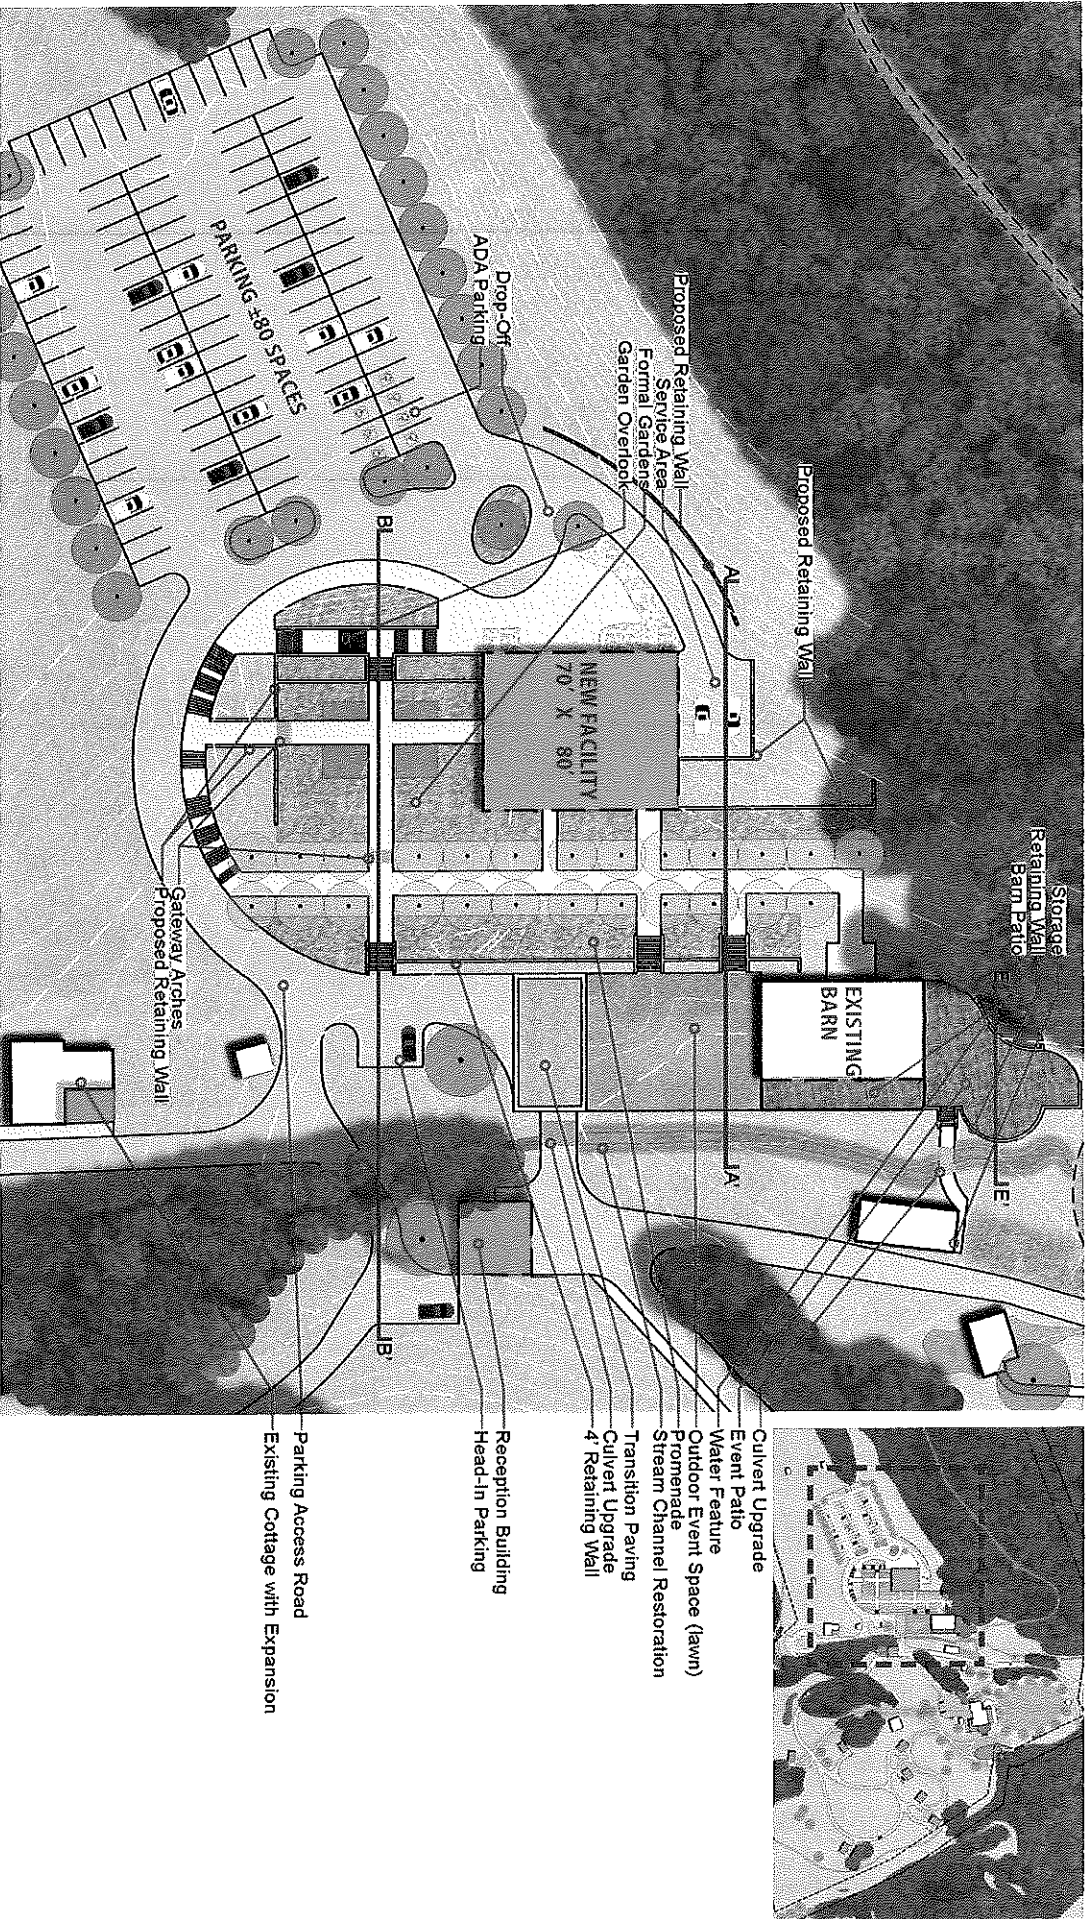 Storage
Retaining Wall
Barn Patio
Proposed Retaining Wall
Proposed Retaining Wall
Service Area
Formal Gardens
Garden Overlook
Drop-Off
ADA Parking
PARKING ±80 SPACES
NEW FACILITY
70' X 80'
EXISTING
BARN
A
A'
B
B'
E
E'
Gateway Arches
Proposed Retaining Wall
Culvert Upgrade
Event Patio
Water Feature
Outdoor Event Space (lawn)
Promenade
Stream Channel Restoration
Transition Paving
Culvert Upgrade
4' Retaining Wall
Reception Building
Head-In Parking
Parking Access Road
Existing Cottage with Expansion